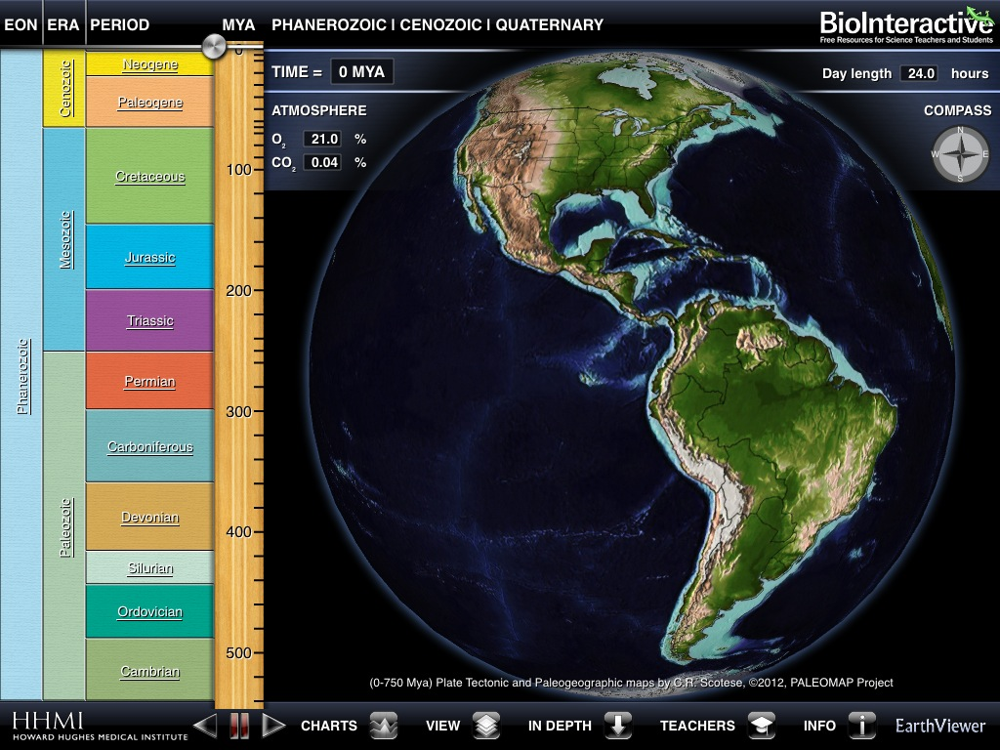 EON ERA PERIOD MYA PHANEROZOIC | CENOZOIC | QUATERNARY
BioInteractive
Free Resources for Science Teachers and Students
TIME = 0 MYA
Day length 24.0 hours
ATMOSPHERE
O2 21.0 %
CO2 0.04 %
COMPASS
N
W E
S
Phanerozoic
Cenozoic
Mesozoic
Paleozoic
Neogene
Paleogene
Cretaceous
Jurassic
Triassic
Permian
Carboniferous
Devonian
Silurian
Ordovician
Cambrian
0
100
200
300
400
500
(0-750 Mya) Plate Tectonic and Paleogeographic maps by C.R. Scotese, ©2012, PALEOMAP Project
HHMI
HOWARD HUGHES MEDICAL INSTITUTE
CHARTS VIEW IN DEPTH TEACHERS INFO i EarthViewer